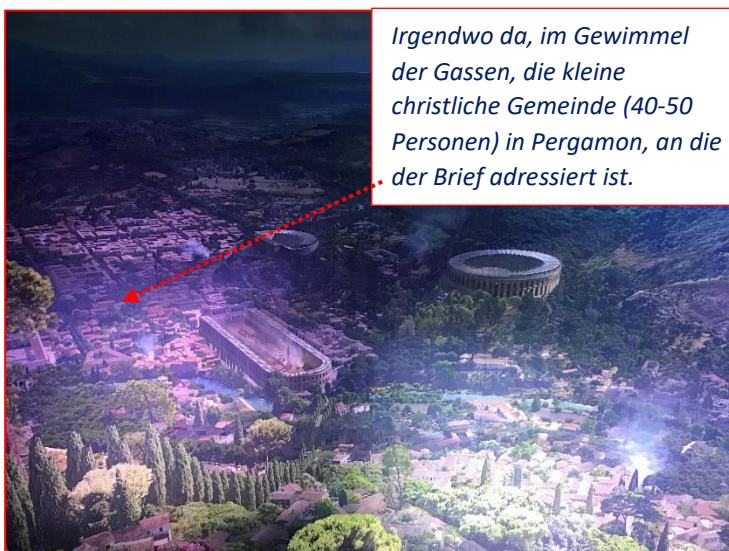 Irgendwo da, im Gewimmel
der Gassen, die kleine
christliche Gemeinde (40-50
Personen) in Pergamon, an die
der Brief adressiert ist.